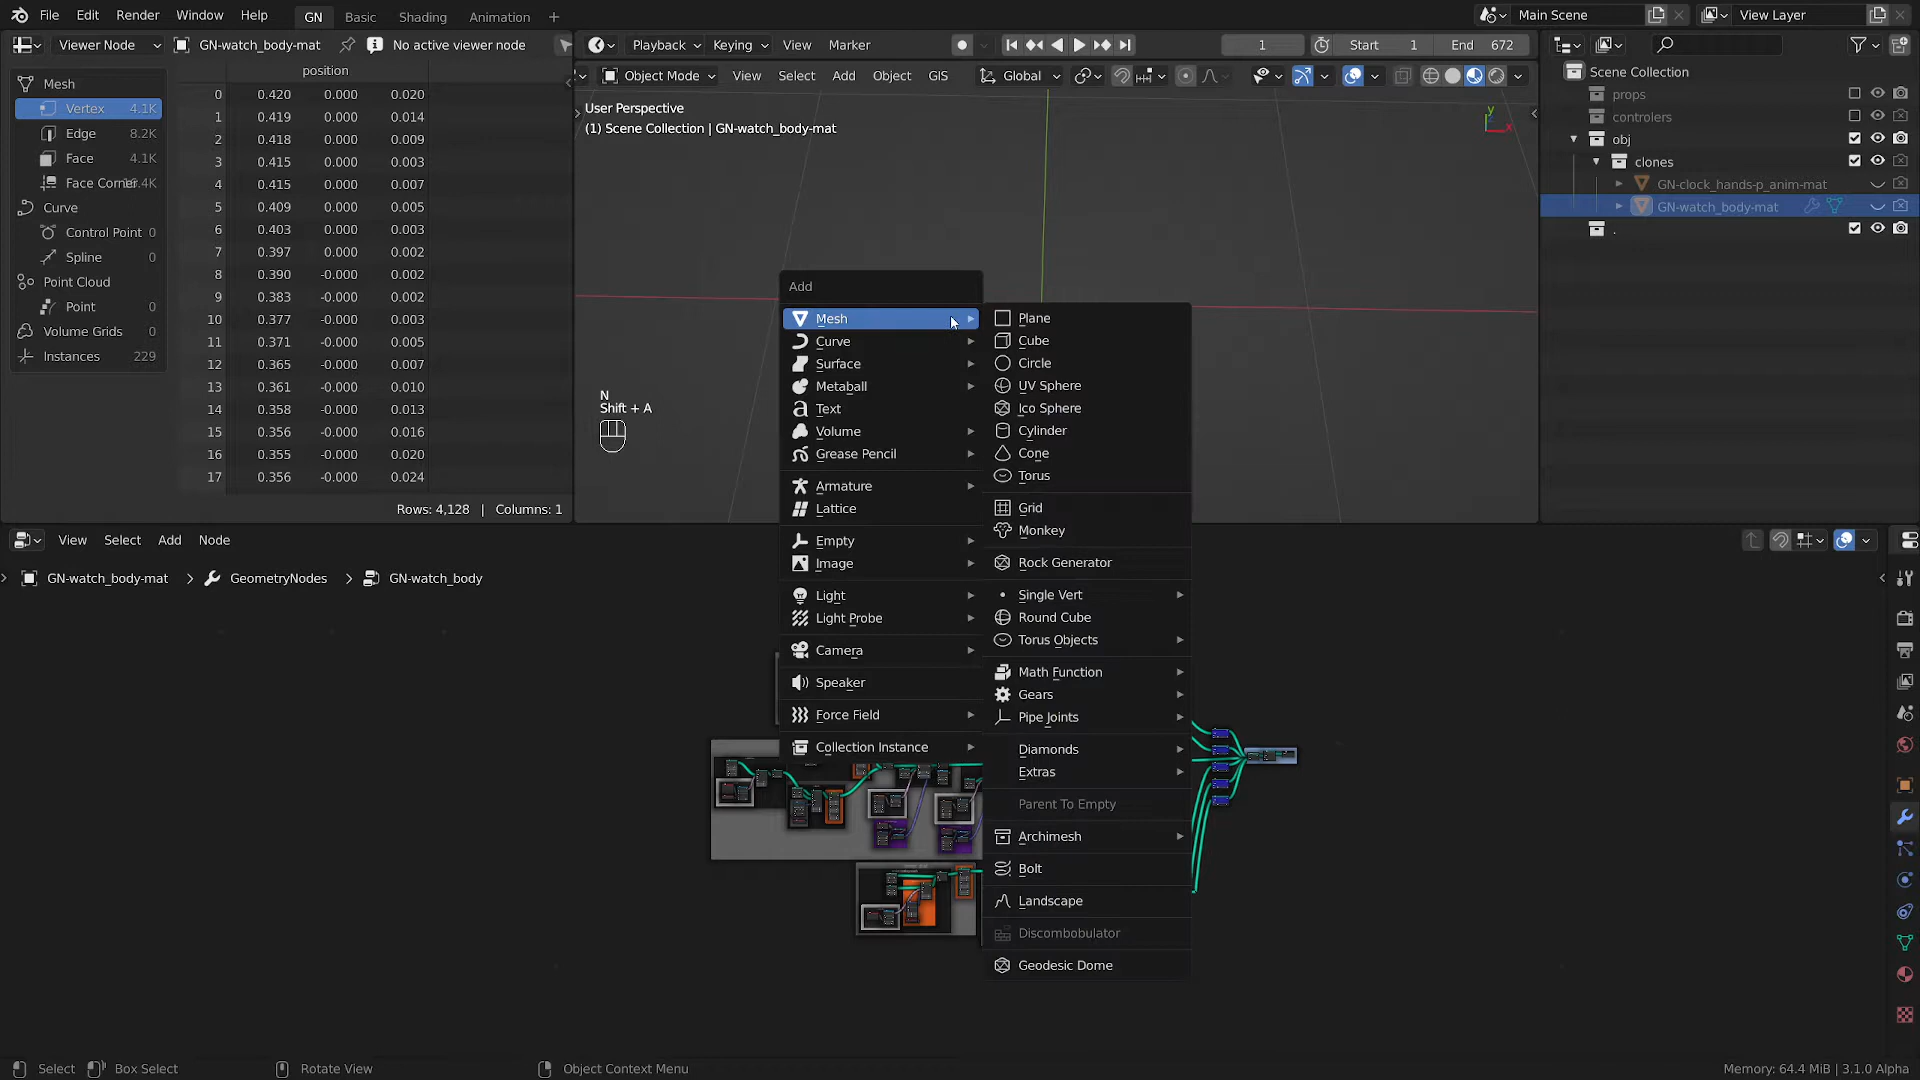 File Edit Render Window Help GN Basic Shading Animation + Main Scene View Layer
Viewer Node GN-watch_body-mat No active viewer node Playback Keying View Marker 1 Start 1 End 672
Object Mode View Select Add Object GIS Global
position
Mesh
Vertex 4.1K
Edge 8.2K
Face 4.1K
Face Corner
Curve
Control Point 0
Spline 0
Point Cloud
Point 0
Volume Grids 0
Instances 229
0 0.420 0.000 0.020
1 0.419 0.000 0.014
2 0.418 0.000 0.009
3 0.415 0.000 0.003
4 0.415 0.000 0.007
5 0.409 0.000 0.005
6 0.403 0.000 0.003
7 0.397 0.000 0.002
8 0.390 -0.000 0.002
9 0.383 -0.000 0.002
10 0.377 -0.000 0.003
11 0.371 -0.000 0.005
12 0.365 -0.000 0.007
13 0.361 -0.000 0.010
14 0.358 -0.000 0.013
15 0.356 -0.000 0.016
16 0.355 -0.000 0.020
17 0.356 -0.000 0.024
Rows: 4,128 | Columns: 1
User Perspective
(1) Scene Collection | GN-watch_body-mat
y
x
N
Shift + A
Scene Collection
props
controlers
obj
clones
GN-clock_hands-p_anim-mat
GN-watch_body-mat
.
Add
Mesh
Curve
Surface
Metaball
Text
Volume
Grease Pencil
Armature
Lattice
Empty
Image
Light
Light Probe
Camera
Speaker
Force Field
Collection Instance
Plane
Cube
Circle
UV Sphere
Ico Sphere
Cylinder
Cone
Torus
Grid
Monkey
Rock Generator
Single Vert
Round Cube
Torus Objects
Math Function
Gears
Pipe Joints
Diamonds
Extras
Parent To Empty
Archimesh
Bolt
Landscape
Discombobulator
Geodesic Dome
View Select Add Node
GN-watch_body-mat GeometryNodes GN-watch_body
Select Box Select Rotate View Object Context Menu Memory: 64.4 MiB | 3.1.0 Alpha